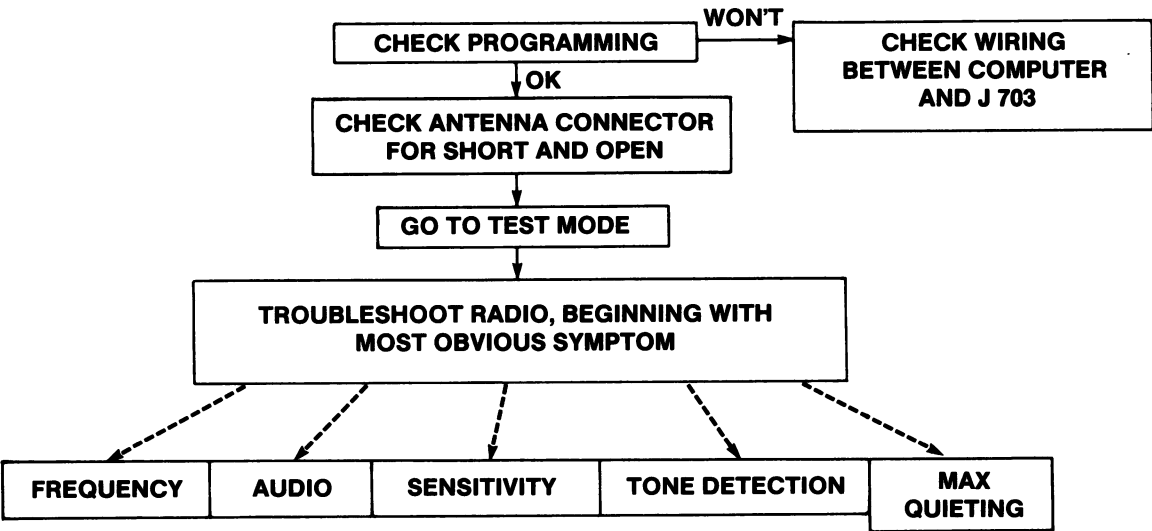 CHECK PROGRAMMING
WON'T
CHECK WIRING
BETWEEN COMPUTER
AND J 703
OK
CHECK ANTENNA CONNECTOR
FOR SHORT AND OPEN
GO TO TEST MODE
TROUBLESHOOT RADIO, BEGINNING WITH
MOST OBVIOUS SYMPTOM
FREQUENCY
AUDIO
SENSITIVITY
TONE DETECTION
MAX
QUIETING